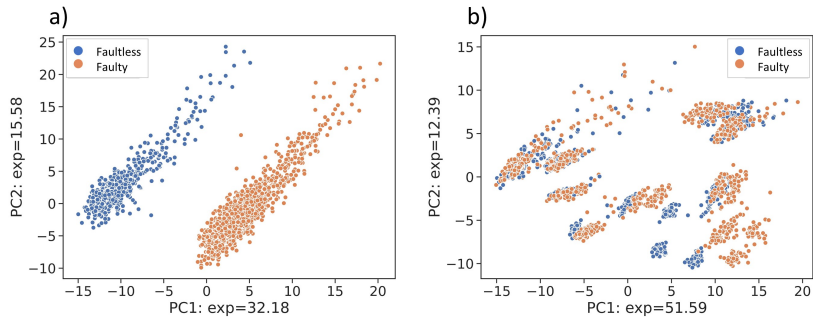 a)
25
20
15
10
5
0
−5
−10
PC2: exp=15.58
Faultless
Faulty
−15 −10 −5 0 5 10 15 20
PC1: exp=32.18
b)
15
10
5
0
−5
−10
PC2: exp=12.39
Faultless
Faulty
−15 −10 −5 0 5 10 15 20
PC1: exp=51.59